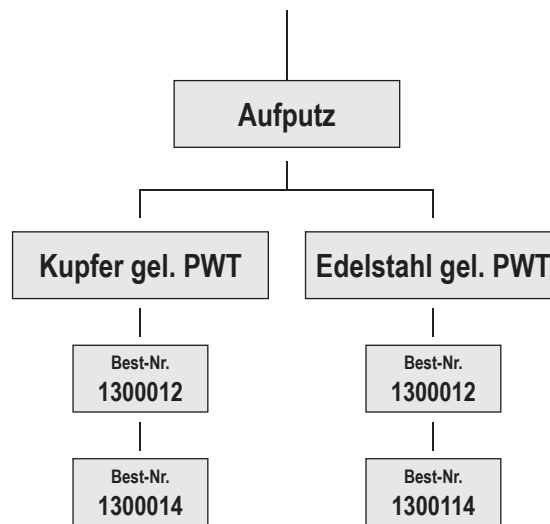 Aufputz
Kupfer gel. PWT
Edelstahl gel. PWT
Best-Nr.
1300012
Best-Nr.
1300012
Best-Nr.
1300014
Best-Nr.
1300114